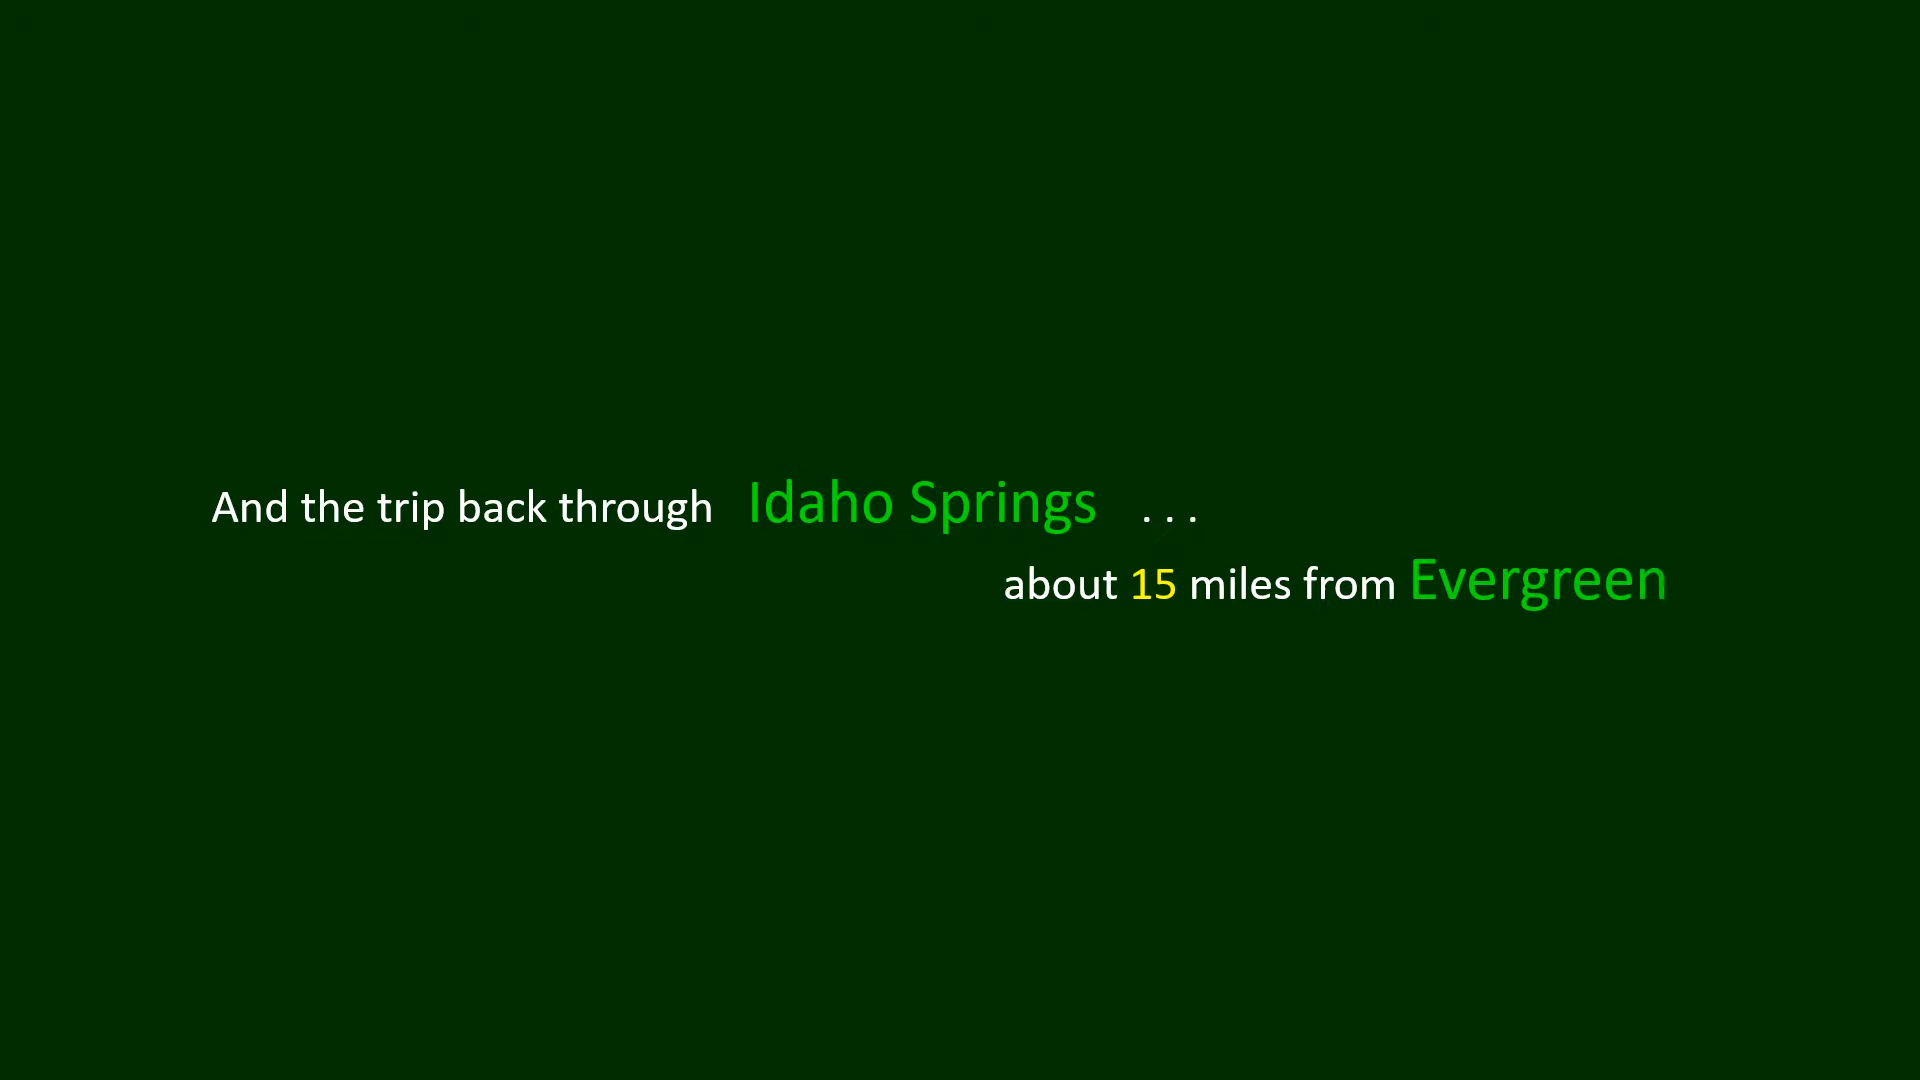 And the trip back through Idaho Springs . . .
about 15 miles from Evergreen